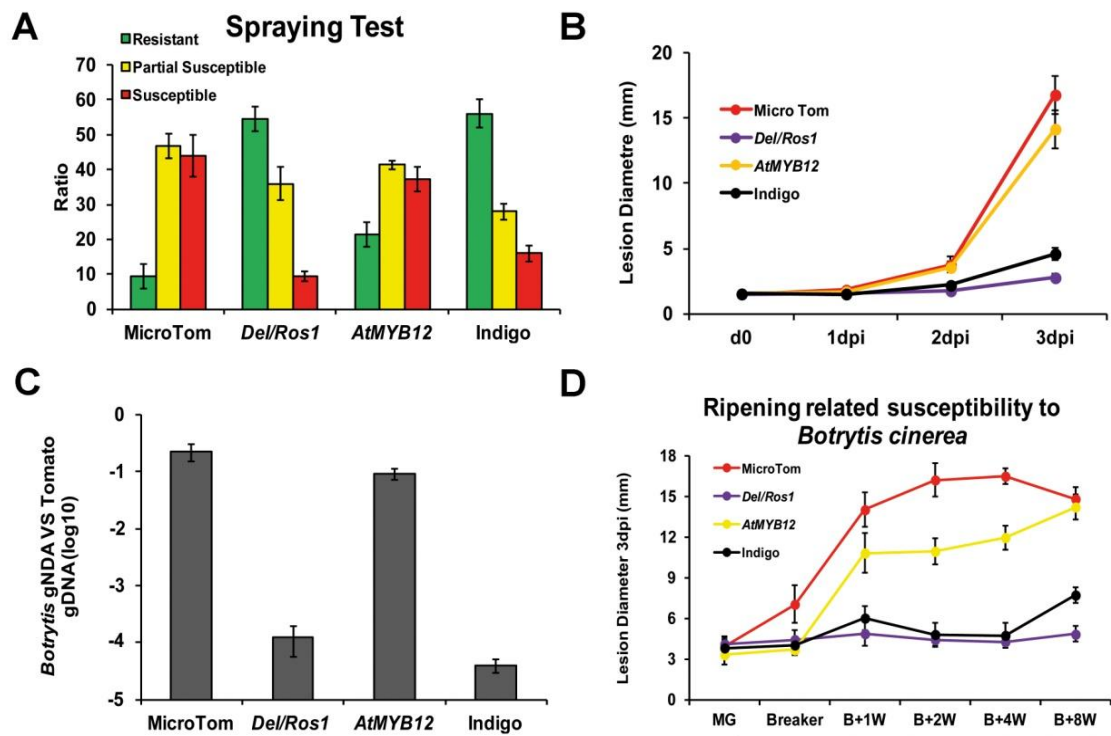 A
Spraying Test
Resistant
Partial Susceptible
Susceptible
Ratio
70
60
50
40
30
20
10
0
MicroTom Del/Ros1 AtMYB12 Indigo
B
Lesion Diametre (mm)
20
15
10
5
0
Micro Tom
Del/Ros1
AtMYB12
Indigo
d0 1dpi 2dpi 3dpi
C
Botrytis gNDA VS Tomato
gDNA(log10)
-0
-1
-2
-3
-4
-5
MicroTom Del/Ros1 AtMYB12 Indigo
D
Ripening related susceptibility to
Botrytis cinerea
Lesion Diameter 3dpi (mm)
18
15
12
9
6
3
0
MicroTom
Del/Ros1
AtMYB12
Indigo
MG Breaker B+1W B+2W B+4W B+8W